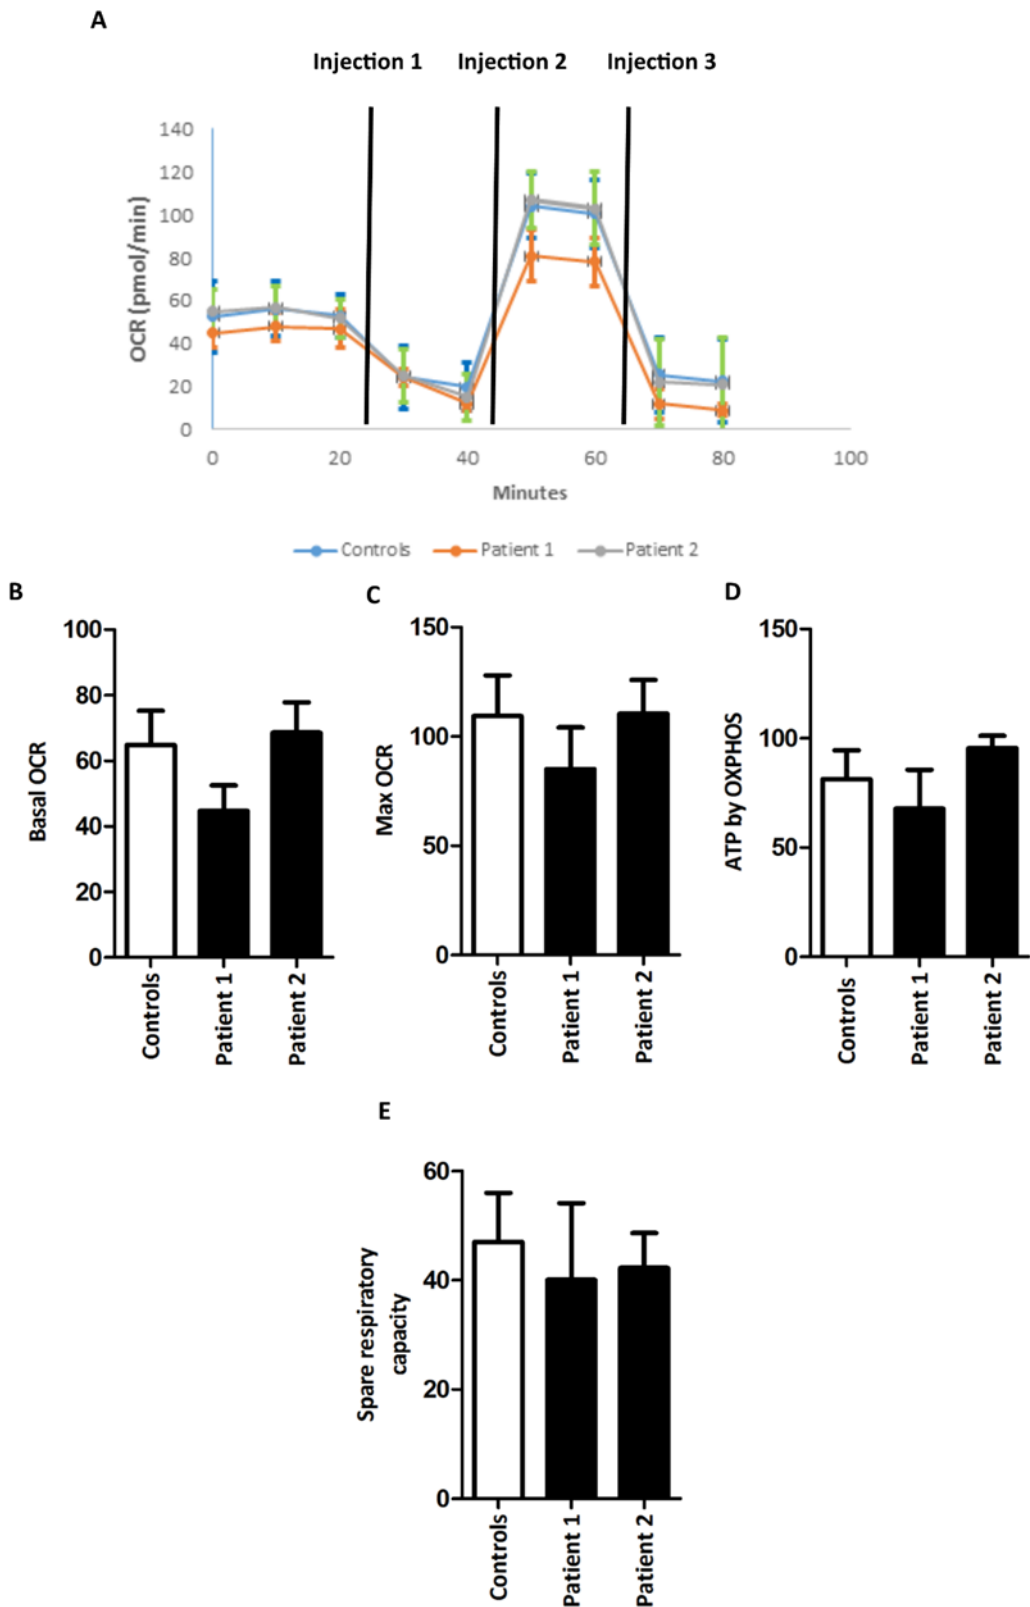 A
Injection 1 Injection 2 Injection 3
140
120
100
80
60
40
20
0
OCR (pmol/min)
0 20 40 60 80 100
Minutes
Controls Patient 1 Patient 2
B
100
80
60
40
20
0
Basal OCR
Controls
Patient 1
Patient 2
C
150
100
50
0
Max OCR
Controls
Patient 1
Patient 2
D
150
100
50
0
ATP by OXPHOS
Controls
Patient 1
Patient 2
E
60
40
20
0
Spare respiratory
capacity
Controls
Patient 1
Patient 2